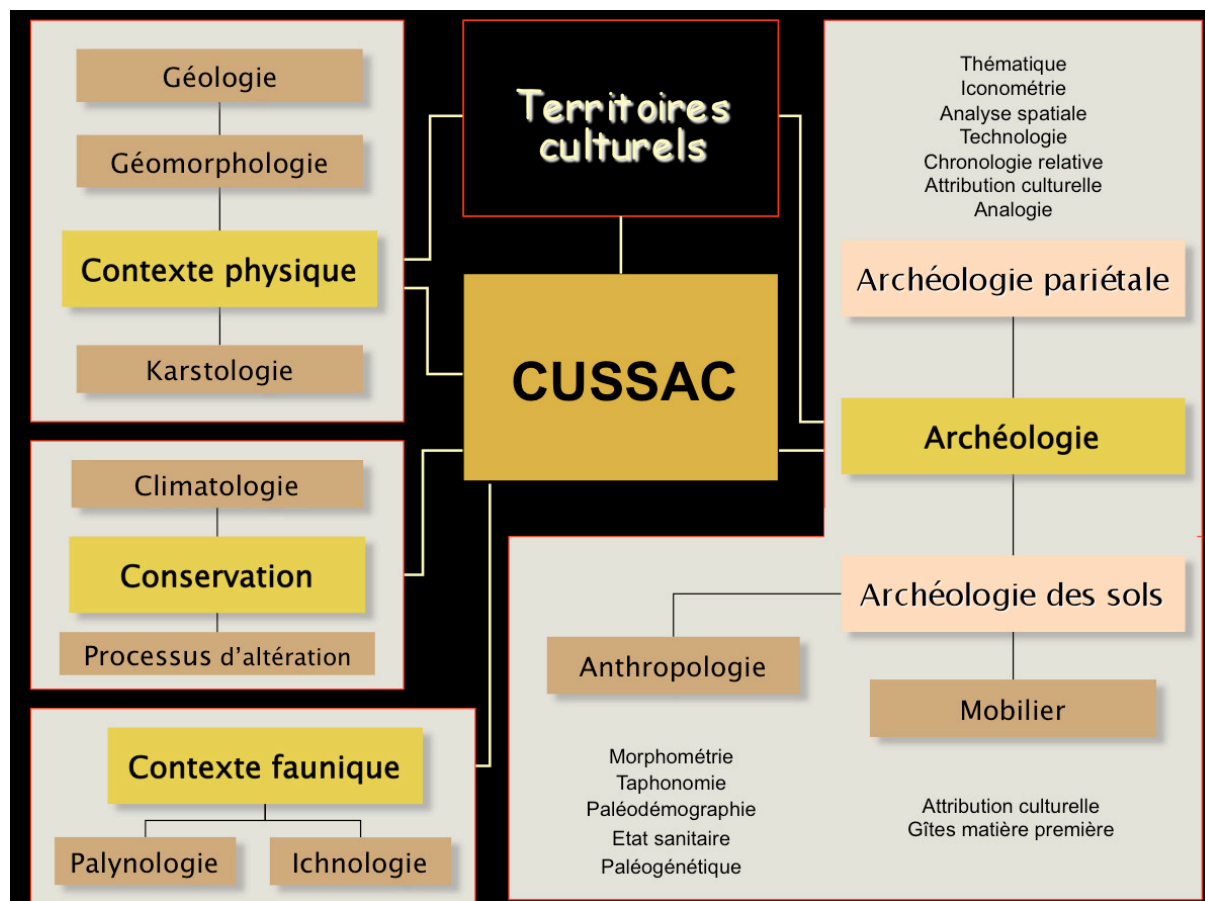 Géologie
Géomorphologie
Contexte physique
Karstologie
Climatologie
Conservation
Processus d'altération
Contexte faunique
Palynologie
Ichnologie
Territoires
culturels
CUSSAC
Thématique
Iconométrie
Analyse spatiale
Technologie
Chronologie relative
Attribution culturelle
Analogie
Archéologie pariétale
Archéologie
Archéologie des sols
Anthropologie
Morphométrie
Taphonomie
Paléodémographie
Etat sanitaire
Paléogénétique
Mobilier
Attribution culturelle
Gîtes matière première